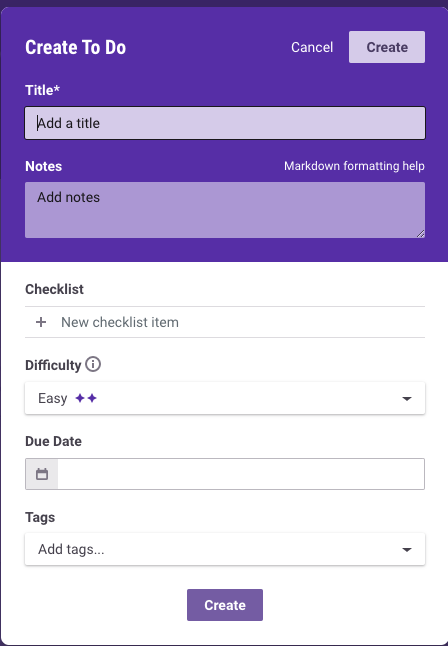 Create To Do
Cancel
Create
Title*
Add a title
Notes
Markdown formatting help
Add notes
Checklist
New checklist item
Difficulty
Easy
Due Date
Tags
Add tags...
Create